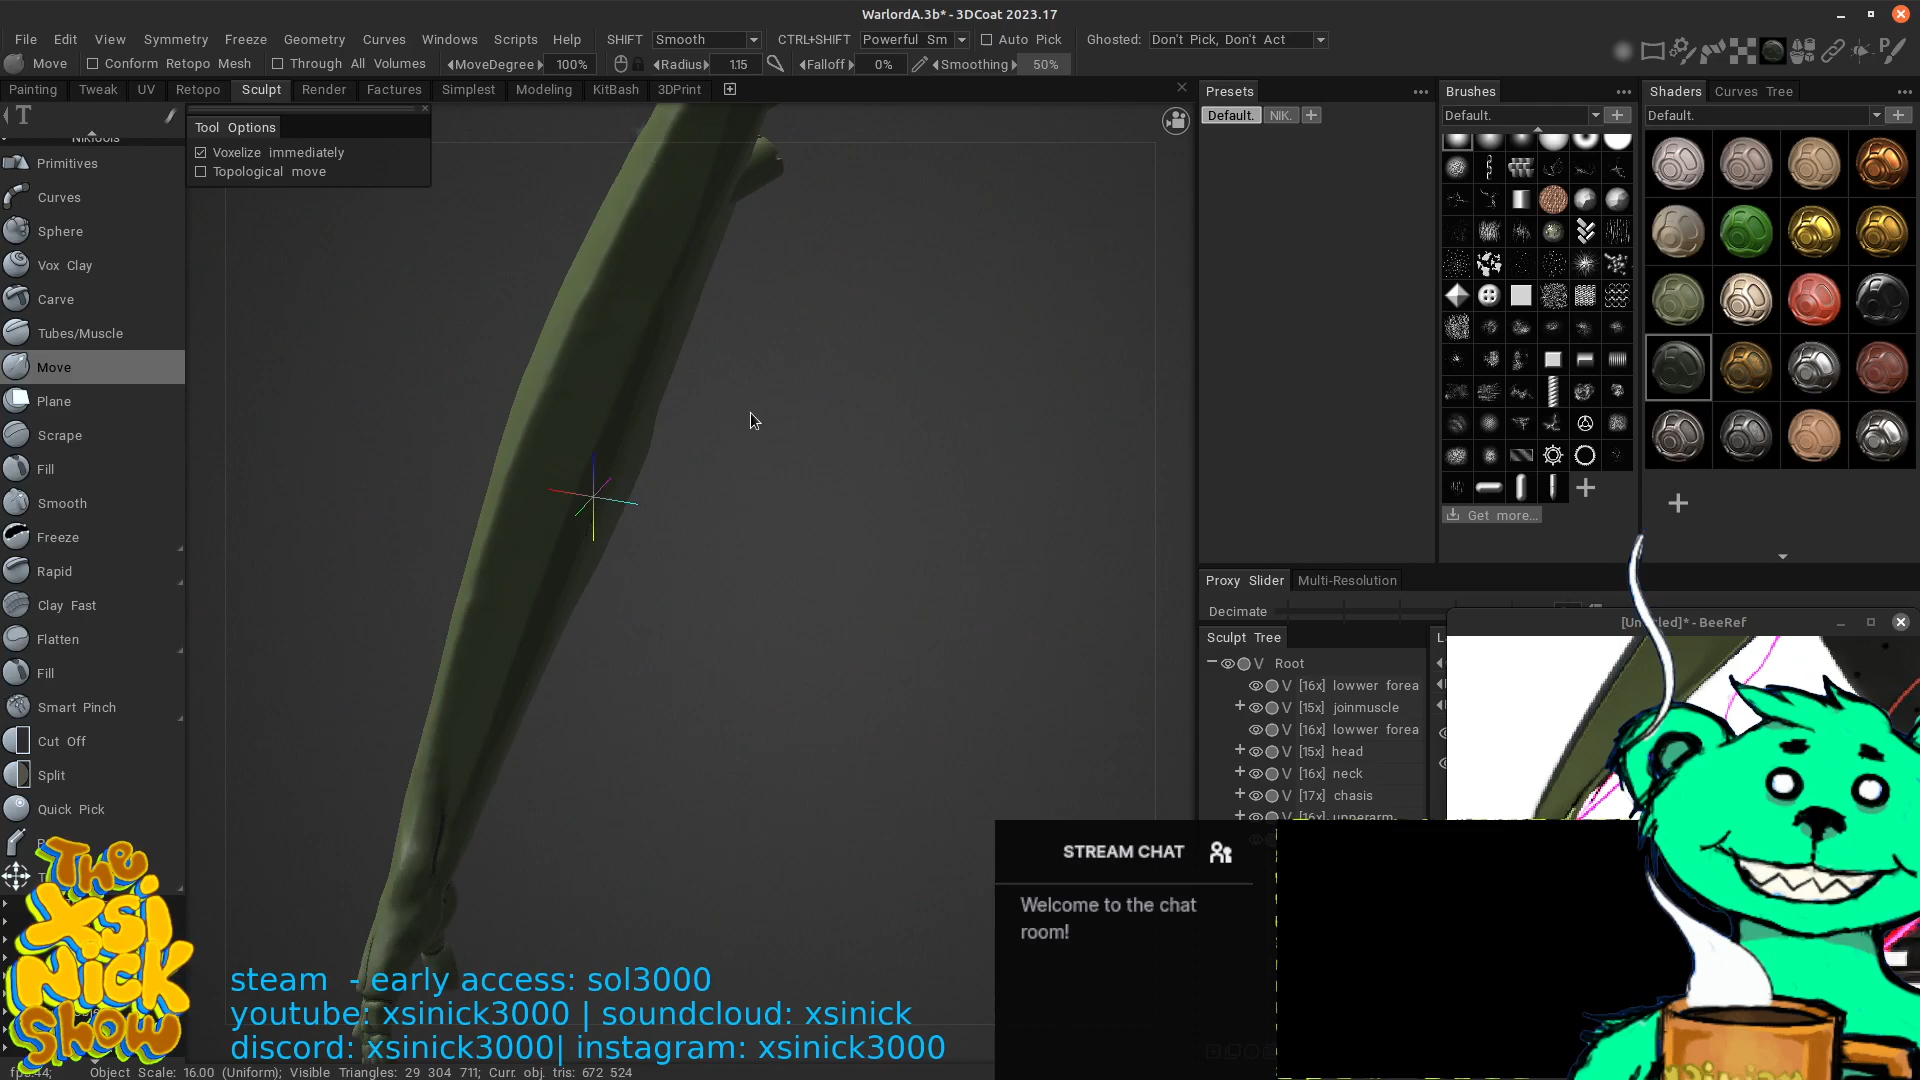 WarlordA.3b* - 3DCoat 2023.17
File Edit View Symmetry Freeze Geometry Curves Windows Scripts Help SHIFT Smooth CTRL+SHIFT Powerful Sm Auto Pick Ghosted: Don't Pick, Don't Act
Move Conform Retopo Mesh Through All Volumes MoveDegree 100% Radius 1.15 Falloff 0% Smoothing 50%
Painting Tweak UV Retopo Sculpt Render Factures Simplest Modeling KitBash 3DPrint
Presets
Brushes
Shaders Curves Tree
Default. NIK.
Default.
Default.
Tool Options
Voxelize immediately
Topological move
NikTools
Primitives
Curves
Sphere
Vox Clay
Carve
Tubes/Muscle
Move
Plane
Scrape
Fill
Smooth
Freeze
Rapid
Clay Fast
Flatten
Fill
Smart Pinch
Cut Off
Split
Quick Pick
Get more...
Proxy Slider Multi-Resolution
Decimate
Sculpt Tree
Root
V [16x] lowwer forea
V [15x] joinmuscle
V [16x] lowwer forea
V [15x] head
V [16x] neck
V [17x] chasis
- BeeRef
STREAM CHAT
Welcome to the chat
room!
The
XSI
NICK
Show
steam - early access: sol3000
youtube: xsinick3000 | soundcloud: xsinick
discord: xsinick3000| instagram: xsinick3000
Object Scale: 16.00 (Uniform); Visible Triangles: 29 304 711; Curr. obj. tris: 672 524